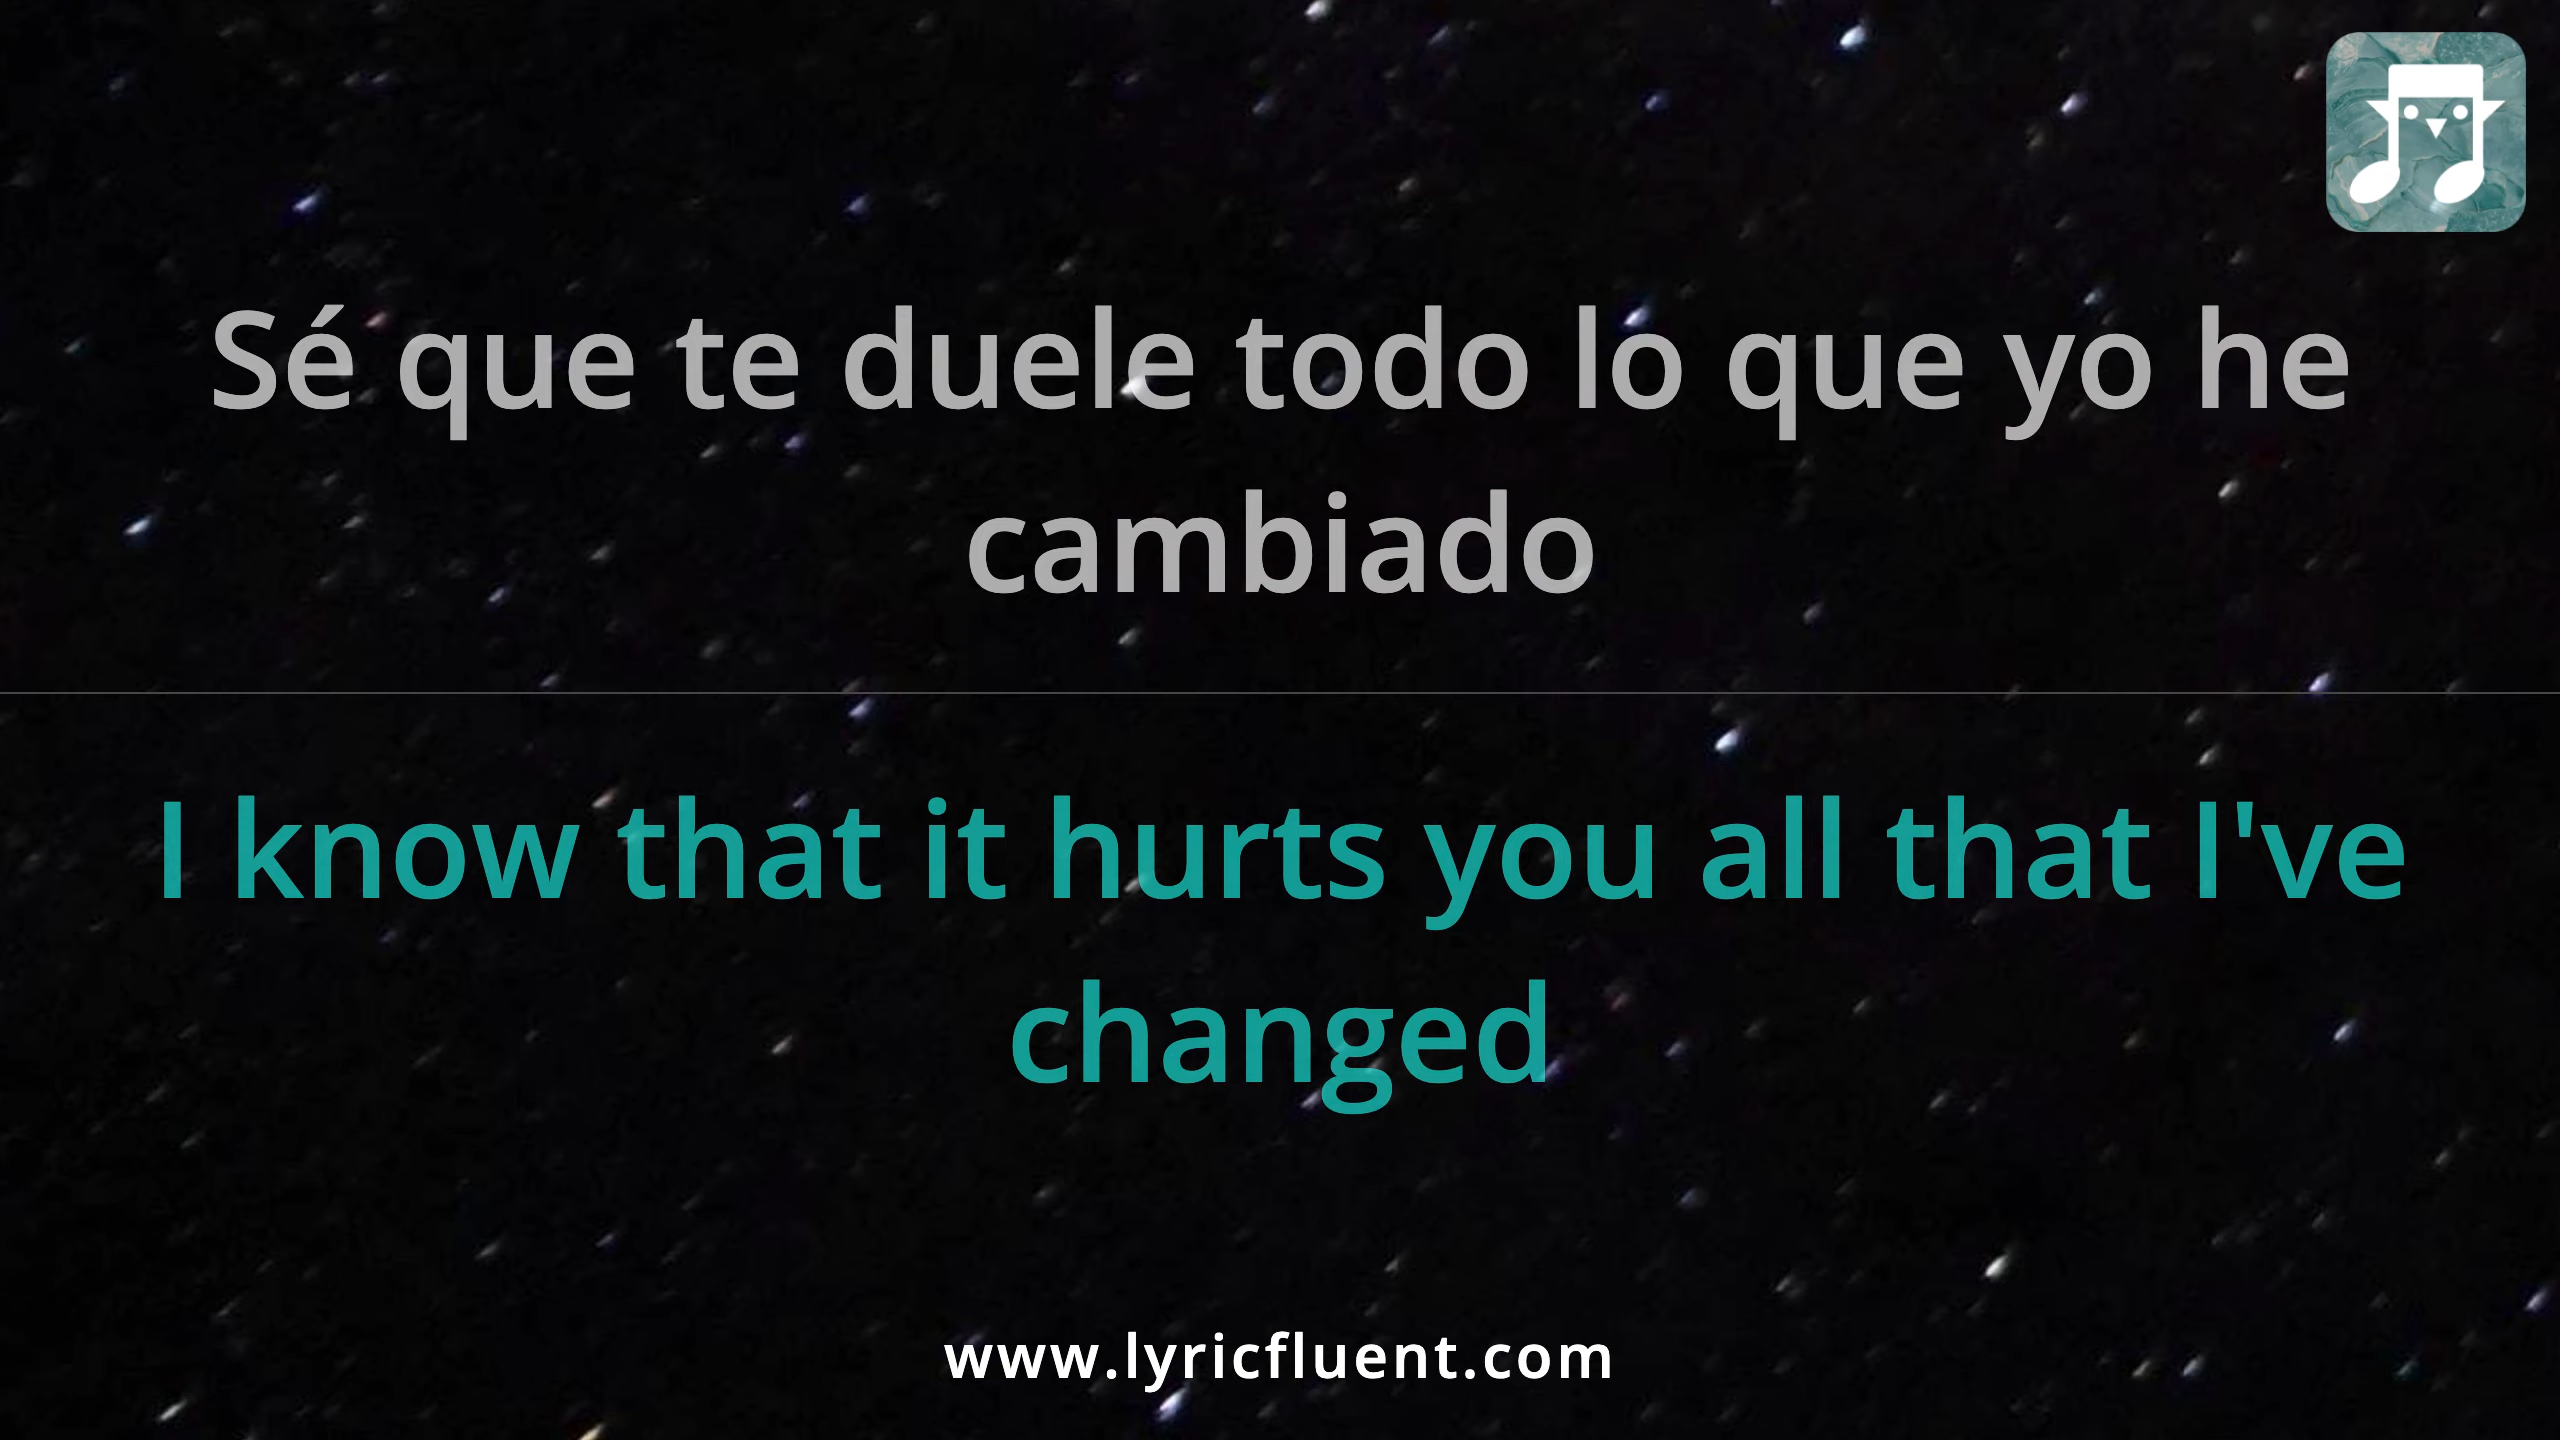 Sé que te duele todo lo que yo he
cambiado
I know that it hurts you all that I've
changed
www.lyricfluent.com